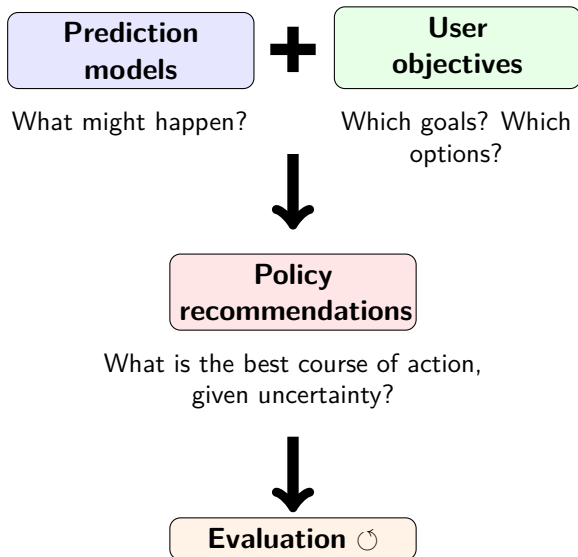 Prediction
models
+
User
objectives
What might happen?
Which goals? Which
options?
Policy
recommendations
What is the best course of action,
given uncertainty?
Evaluation ↺